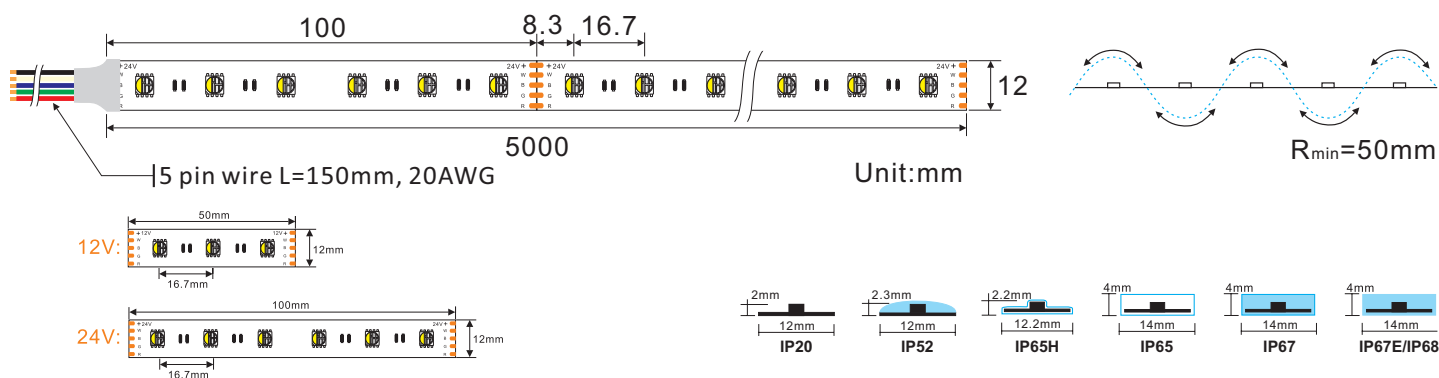 100
8.3
16.7
24V+
W
B
G
R
24V+
W
B
G
R
+24V
W
B
G
R
24V+
W
B
G
R
12
5000
5 pin wire L=150mm, 20AWG
Unit:mm
Rmin=50mm
50mm
12V:
+12V
W
B
G
R
12V+
W
B
G
R
12mm
16.7mm
100mm
24V:
+24V
W
B
G
R
24V+
W
B
G
R
12mm
16.7mm
2mm
12mm
IP20
2.3mm
12mm
IP52
2.2mm
12.2mm
IP65H
4mm
14mm
IP65
4mm
14mm
IP67
4mm
14mm
IP67E/IP68